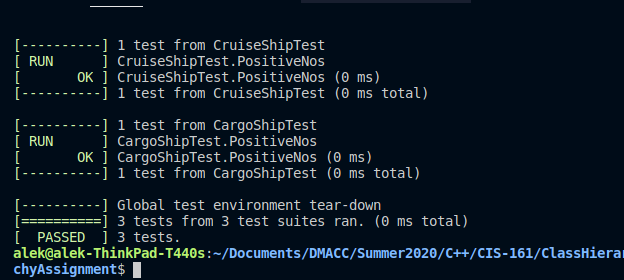 [----------] 1 test from CruiseShipTest
[ RUN      ] CruiseShipTest.PositiveNos
[       OK ] CruiseShipTest.PositiveNos (0 ms)
[----------] 1 test from CruiseShipTest (0 ms total)
[----------] 1 test from CargoShipTest
[ RUN      ] CargoShipTest.PositiveNos
[       OK ] CargoShipTest.PositiveNos (0 ms)
[----------] 1 test from CargoShipTest (0 ms total)
[----------] Global test environment tear-down
[==========] 3 tests from 3 test suites ran. (0 ms total)
[  PASSED  ] 3 tests.
alek@alek-ThinkPad-T440s:~/Documents/DMACC/Summer2020/C++/CIS-161/ClassHierar
chyAssignment$